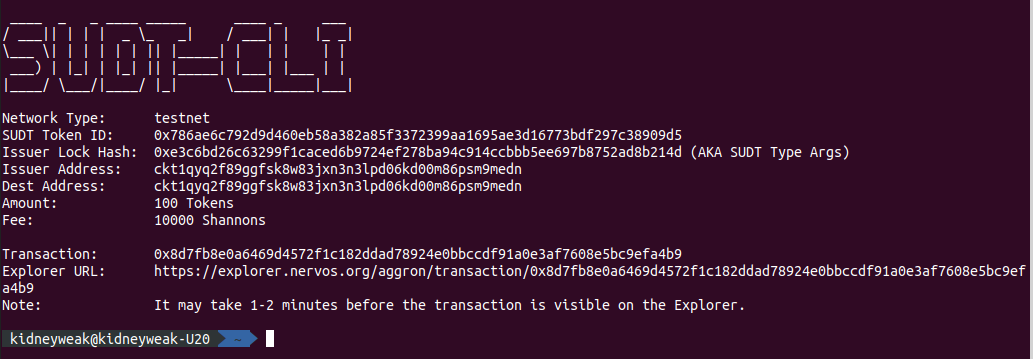 SUDT-CLI
Network Type: testnet
SUDT Token ID: 0x786ae6c792d9d460eb58a382a85f3372399aa1695ae3d16773bdf297c38909d5
Issuer Lock Hash: 0xe3c6bd26c63299f1caced6b9724ef278ba94c914ccbbb5ee697b8752ad8b214d (AKA SUDT Type Args)
Issuer Address: ckt1qyq2f89ggfsk8w83jxn3n3lpd06kd00m86psm9medn
Dest Address: ckt1qyq2f89ggfsk8w83jxn3n3lpd06kd00m86psm9medn
Amount: 100 Tokens
Fee: 10000 Shannons
Transaction: 0x8d7fb8e0a6469d4572f1c182ddad78924e0bbccdf91a0e3af7608e5bc9efa4b9
Explorer URL: https://explorer.nervos.org/aggron/transaction/0x8d7fb8e0a6469d4572f1c182ddad78924e0bbccdf91a0e3af7608e5bc9ef
a4b9
Note: It may take 1-2 minutes before the transaction is visible on the Explorer.
kidneyweak@kidneyweak-U20 ~